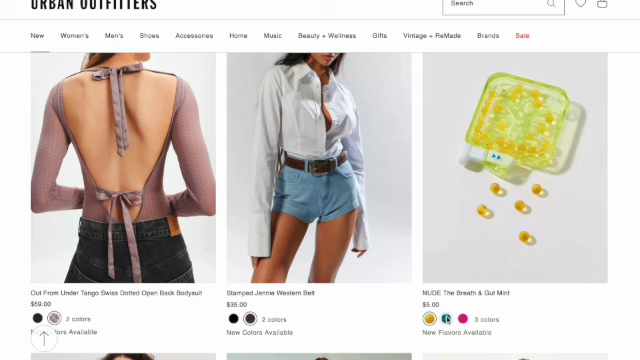 URBAN OUTFITTERS
Search
New Women's Men's Shoes Accessories Home Music Beauty + Wellness Gifts Vintage + ReMade Brands Sale
Out From Under Tango Swiss Dotted Open Back Bodysuit
$59.00
2 colors
Colors Available
Stamped Jennie Western Belt
$35.00
2 colors
New Colors Available
NUDE The Breath & Gut Mint
$5.00
3 colors
New Flavors Available